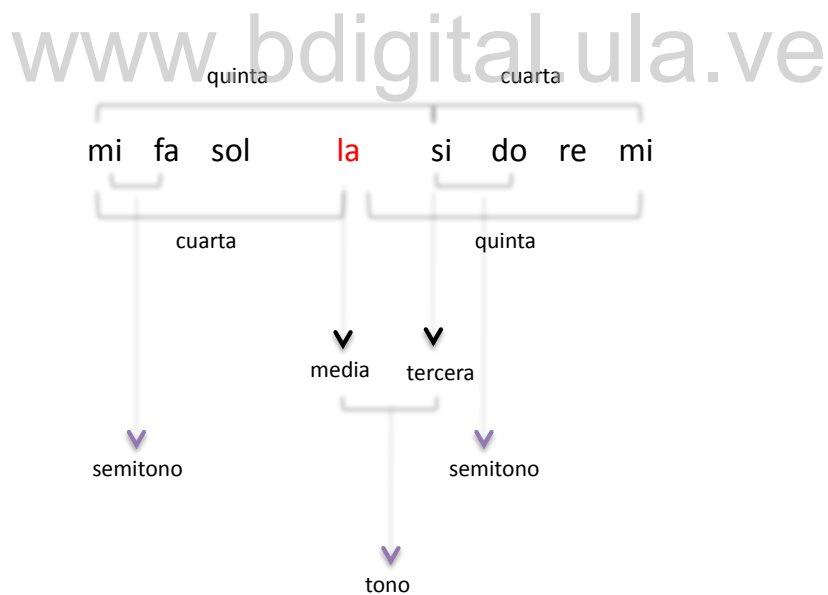 www.bdigital.ula.ve
quinta cuarta
mi fa sol la si do re mi
cuarta quinta
media tercera
semitono semitono
tono